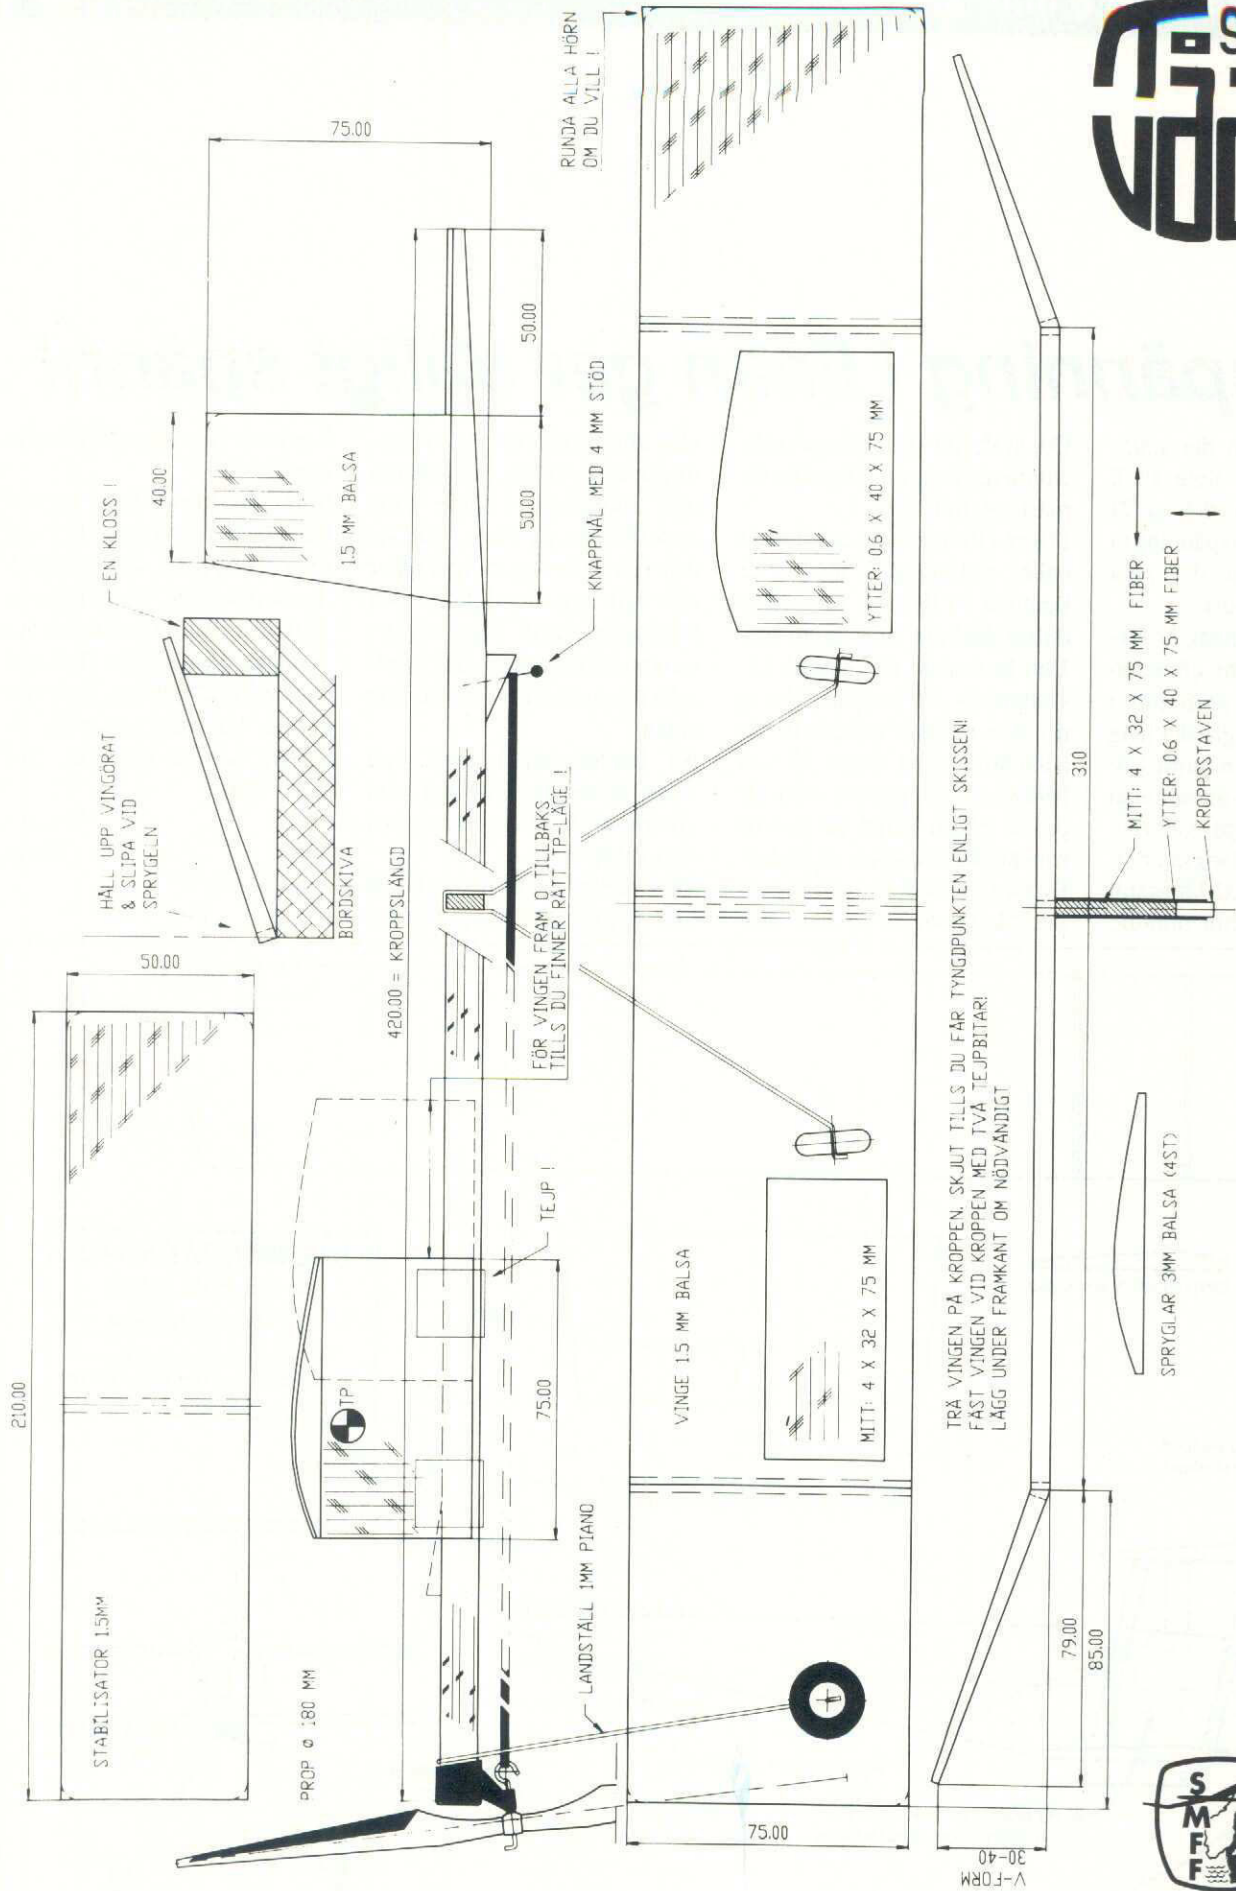 210.00
50.00
STABILISATOR 1.5MM
HÅLL UPP VINGÖRAT
& SLIPA VID
SPRYGELN
EN KLOSS !
BORDSKIVA
75.00
40.00
1.5 MM BALSA
50.00
50.00
KNAPPNÅL MED 4 MM STÖD
420.00 = KROPPSLÄNGD
PROP ø 180 MM
TP
75.00
TEJP !
FÖR VINGEN FRAM O TILLBAKS
TILLS DU FINNER RÄTT TP-LÄGE !
LANDSTÄLL 1MM PIANO
RUNDA ALLA HÖRN
OM DU VILL !
75.00
VINGE 1.5 MM BALSA
MITT: 4 X 32 X 75 MM
YTTER: 0.6 X 40 X 75 MM
TRÄ VINGEN PÅ KROPPEN. SKJUT TILLS DU FÅR TYNGDPUNKTEN ENLIGT SKISSEN!
FÄST VINGEN VID KROPPEN MED TVÅ TEJPBITAR!
LÄGG UNDER FRAMKANT OM NÖDVÄNDIGT
V-FORM
30-40
79.00
85.00
310
SPRYGLAR 3MM BALSA (4ST)
MITT: 4 X 32 X 75 MM FIBER
YTTER: 0.6 X 40 X 75 MM FIBER
KROPPSSTAVEN
SMFF